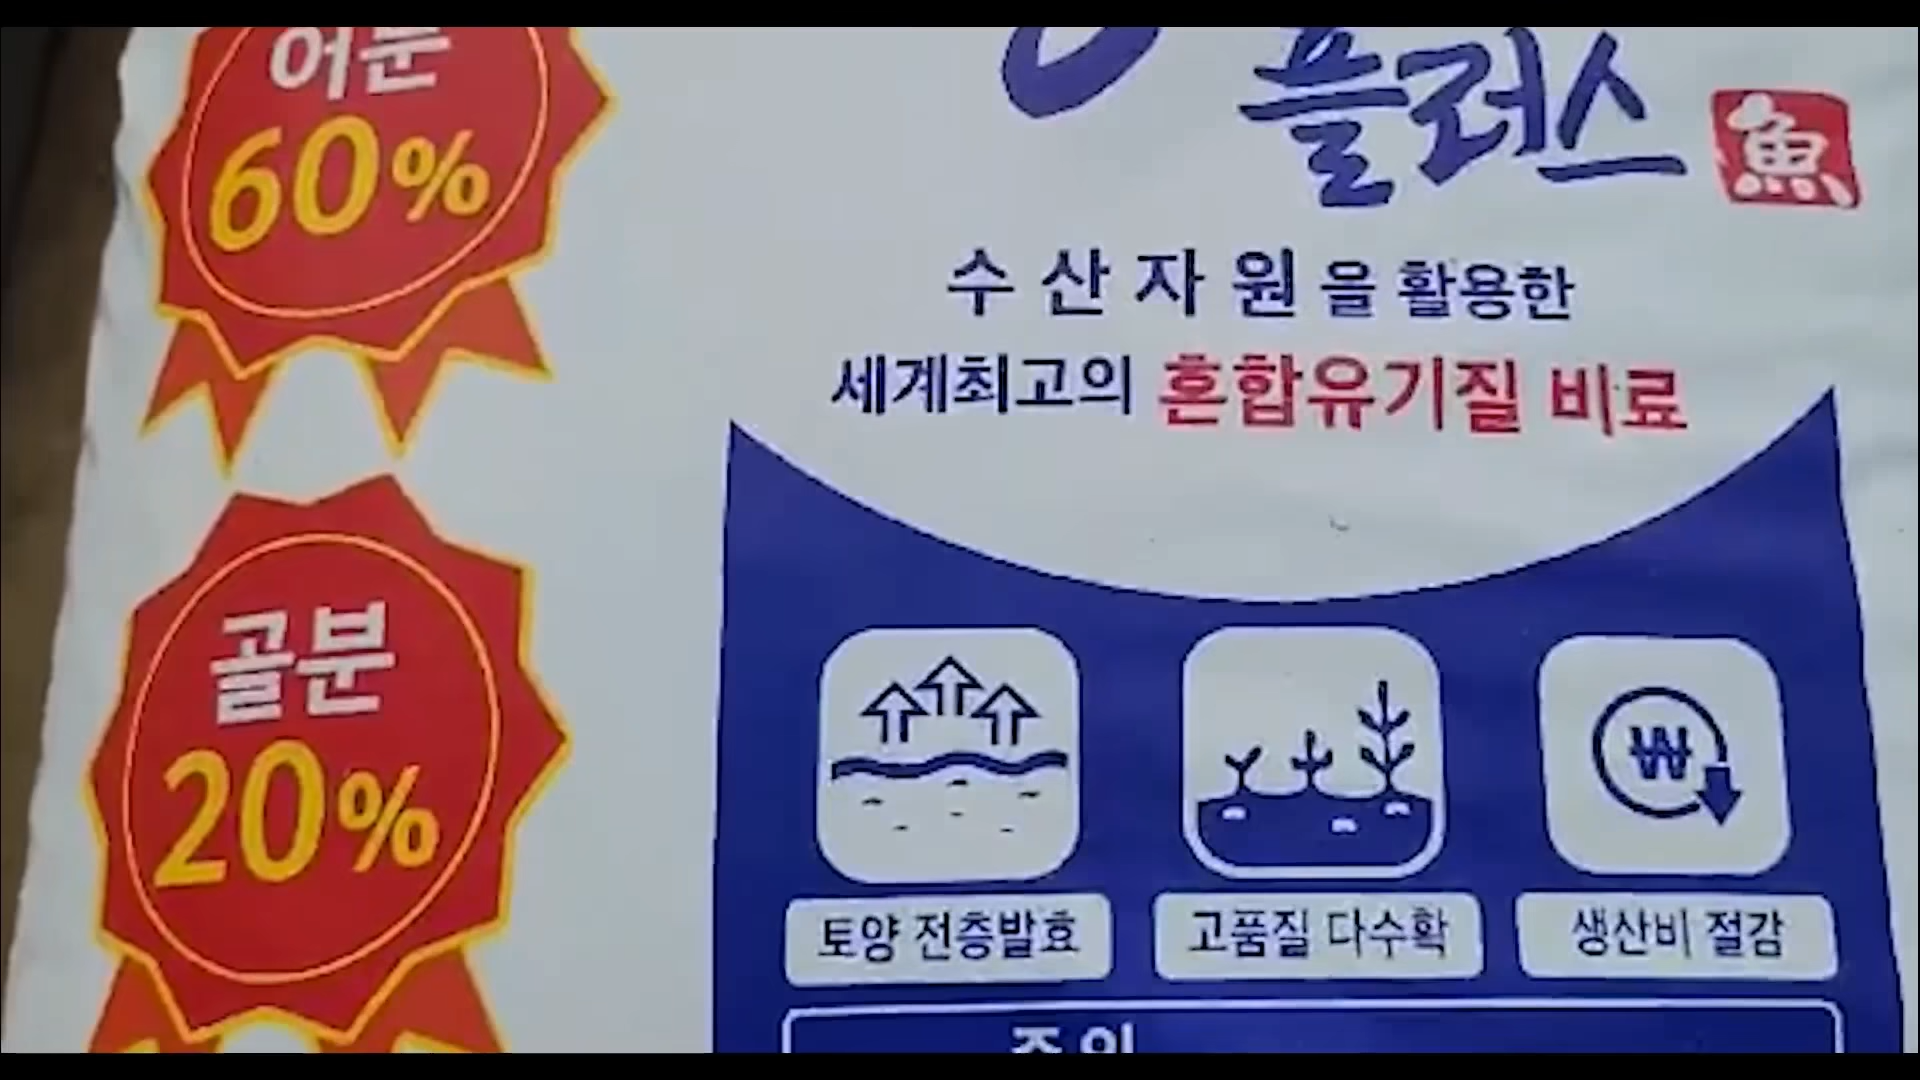 어분
60%
플러스
魚
수산자원을 활용한
세계최고의 혼합유기질 비료
골분
20%
₩
토양 전층발효
고품질 다수확
생산비 절감
주의